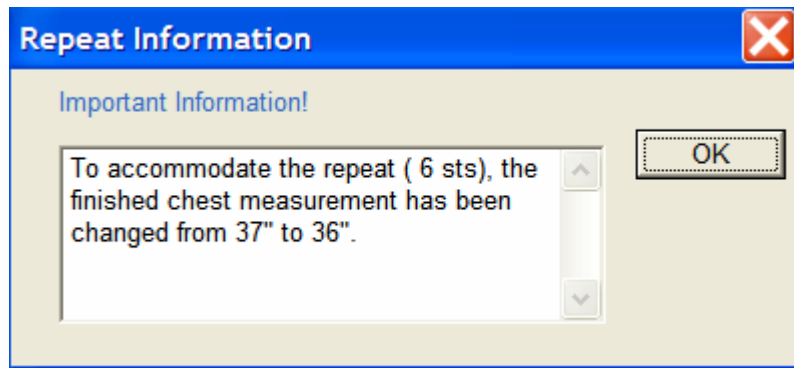 Repeat Information
Important Information!
To accommodate the repeat ( 6 sts), the
finished chest measurement has been
changed from 37" to 36".
OK